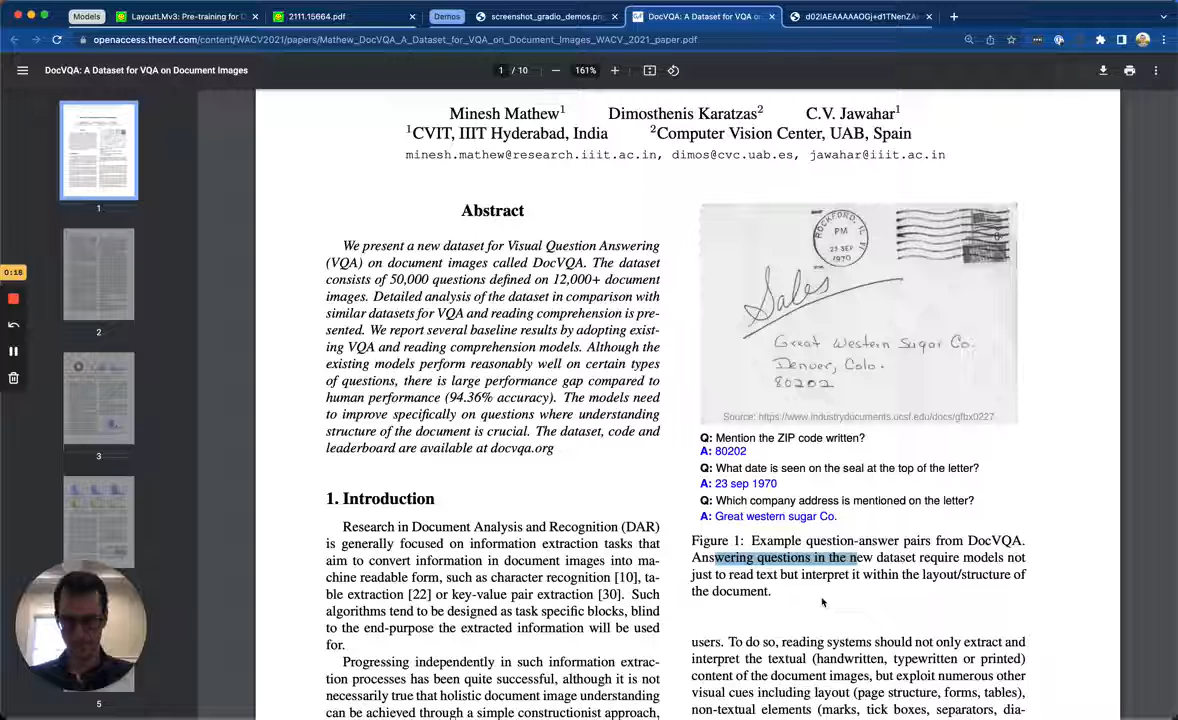 Models
LayoutLMv3: Pre-training for D
2111.15664.pdf
Demos
screenshot_gradio_demos.pn
DocVQA: A Dataset for VQA on
d02IAEAAAAOGj+d1TNenZA
openaccess.thecvf.com/content/WACV2021/papers/Mathew_DocVQA_A_Dataset_for_VQA_on_Document_Images_WACV_2021_paper.pdf
DocVQA: A Dataset for VQA on Document Images
1 / 10
161%
Minesh Mathew1 Dimosthenis Karatzas2 C.V. Jawahar1
1CVIT, IIIT Hyderabad, India 2Computer Vision Center, UAB, Spain
minesh.mathew@research.iiit.ac.in, dimos@cvc.uab.es, jawahar@iiit.ac.in
Abstract
We present a new dataset for Visual Question Answering
(VQA) on document images called DocVQA. The dataset
consists of 50,000 questions defined on 12,000+ document
images. Detailed analysis of the dataset in comparison with
similar datasets for VQA and reading comprehension is pre-
sented. We report several baseline results by adopting exist-
ing VQA and reading comprehension models. Although the
existing models perform reasonably well on certain types
of questions, there is large performance gap compared to
human performance (94.36% accuracy). The models need
to improve specifically on questions where understanding
structure of the document is crucial. The dataset, code and
leaderboard are available at docvqa.org
1. Introduction
Research in Document Analysis and Recognition (DAR)
is generally focused on information extraction tasks that
aim to convert information in document images into ma-
chine readable form, such as character recognition [10], ta-
ble extraction [22] or key-value pair extraction [30]. Such
algorithms tend to be designed as task specific blocks, blind
to the end-purpose the extracted information will be used
for.
Progressing independently in such information extrac-
tion processes has been quite successful, although it is not
necessarily true that holistic document image understanding
can be achieved through a simple constructionist approach,
ROCKFORD, IL
PM
23 SEP
1970
Sales
Great Western Sugar Co.
Denver, Colo.
80202
Source: https://www.industrydocuments.ucsf.edu/docs/gfbx0227
Q: Mention the ZIP code written?
A: 80202
Q: What date is seen on the seal at the top of the letter?
A: 23 sep 1970
Q: Which company address is mentioned on the letter?
A: Great western sugar Co.
Figure 1: Example question-answer pairs from DocVQA.
Answering questions in the new dataset require models not
just to read text but interpret it within the layout/structure of
the document.
users. To do so, reading systems should not only extract and
interpret the textual (handwritten, typewritten or printed)
content of the document images, but exploit numerous other
visual cues including layout (page structure, forms, tables),
non-textual elements (marks, tick boxes, separators, dia-
1
2
3
5
0:16